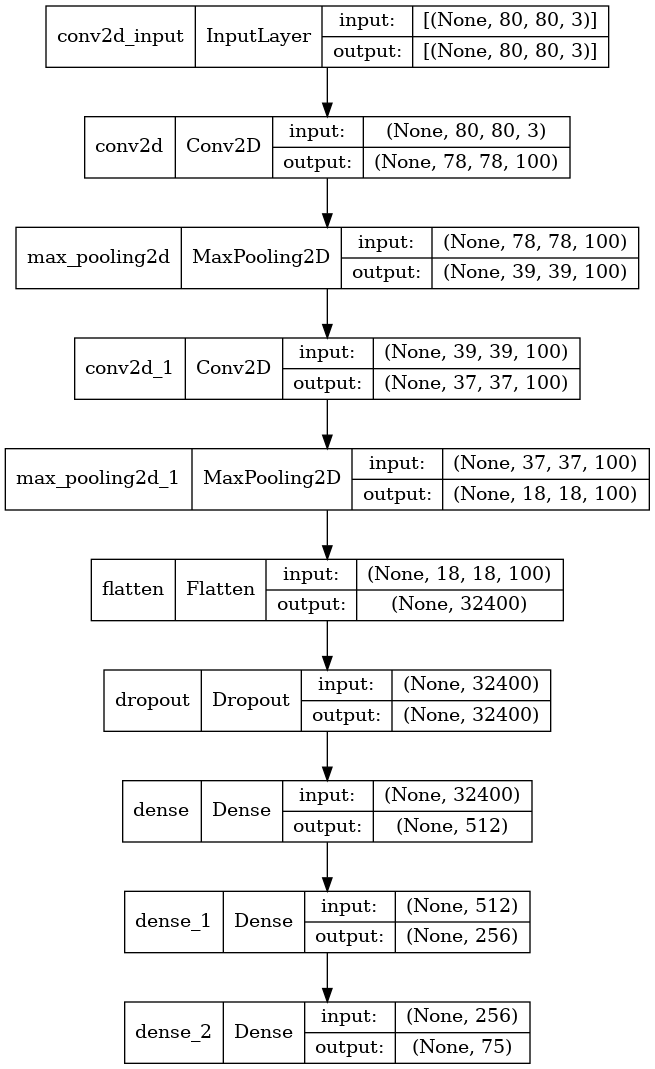 conv2d_input InputLayer input: [(None, 80, 80, 3)]
output: [(None, 80, 80, 3)]
conv2d Conv2D input: (None, 80, 80, 3)
output: (None, 78, 78, 100)
max_pooling2d MaxPooling2D input: (None, 78, 78, 100)
output: (None, 39, 39, 100)
conv2d_1 Conv2D input: (None, 39, 39, 100)
output: (None, 37, 37, 100)
max_pooling2d_1 MaxPooling2D input: (None, 37, 37, 100)
output: (None, 18, 18, 100)
flatten Flatten input: (None, 18, 18, 100)
output: (None, 32400)
dropout Dropout input: (None, 32400)
output: (None, 32400)
dense Dense input: (None, 32400)
output: (None, 512)
dense_1 Dense input: (None, 512)
output: (None, 256)
dense_2 Dense input: (None, 256)
output: (None, 75)